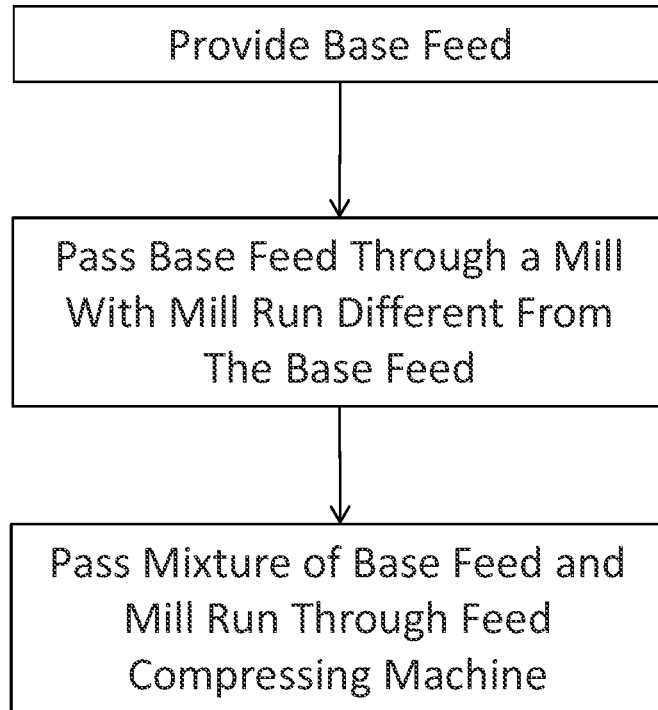 Provide Base Feed
Pass Base Feed Through a Mill
With Mill Run Different From
The Base Feed
Pass Mixture of Base Feed and
Mill Run Through Feed
Compressing Machine